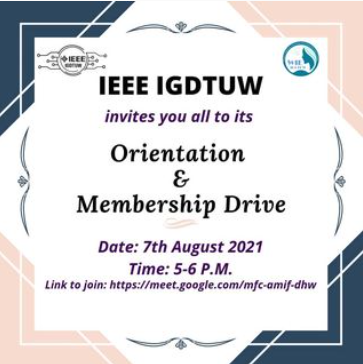 IEEE
IGDTUW
WIE
IEEE IGDTUW
invites you all to its
Orientation
&
Membership Drive
Date: 7th August 2021
Time: 5-6 P.M.
Link to join: https://meet.google.com/mfc-amif-dhw